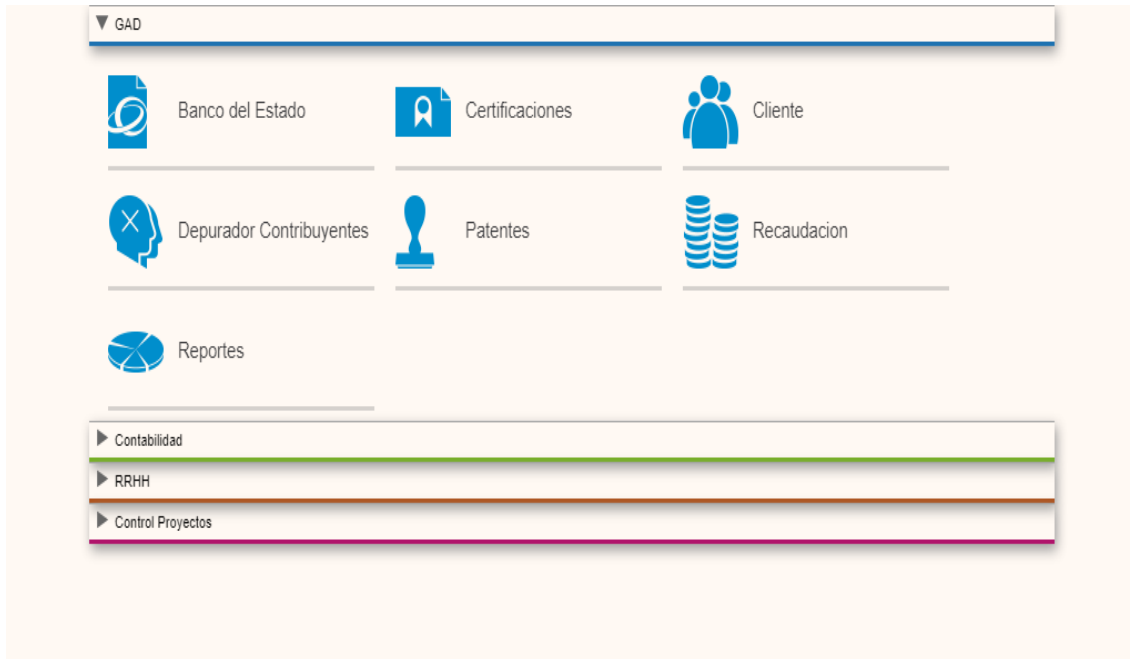 GAD
Banco del Estado
Certificaciones
Cliente
Depurador Contribuyentes
Patentes
Recaudacion
Reportes
Contabilidad
RRHH
Control Proyectos